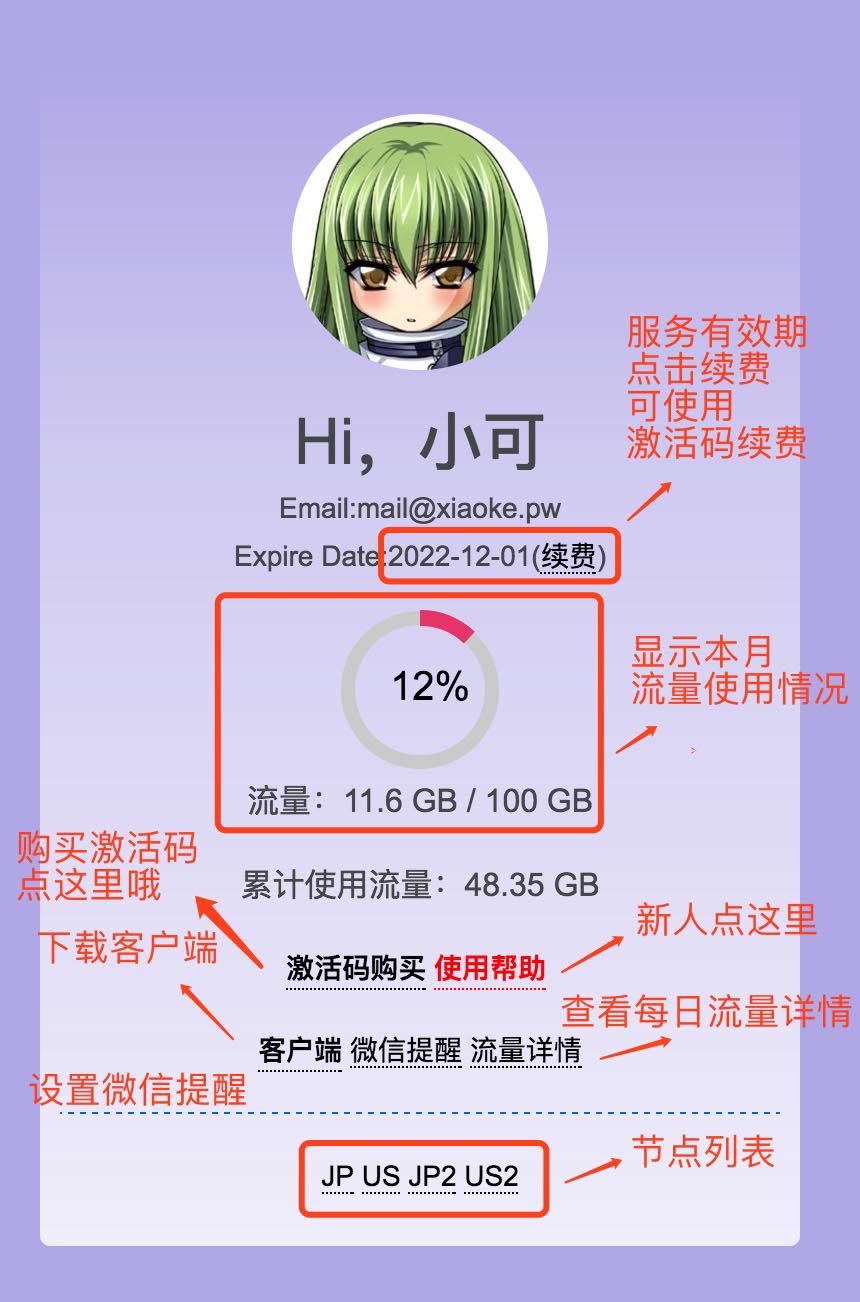 服务有效期
点击续费
可使用
激活码续费
Hi，小可
Email:mail@xiaoke.pw
Expire Date:2022-12-01(续费)
12%
显示本月
流量使用情况
流量：11.6 GB / 100 GB
购买激活码
点这里哦
累计使用流量：48.35 GB
新人点这里
下载客户端
激活码购买 使用帮助
查看每日流量详情
客户端 微信提醒 流量详情
设置微信提醒
节点列表
JP US JP2 US2